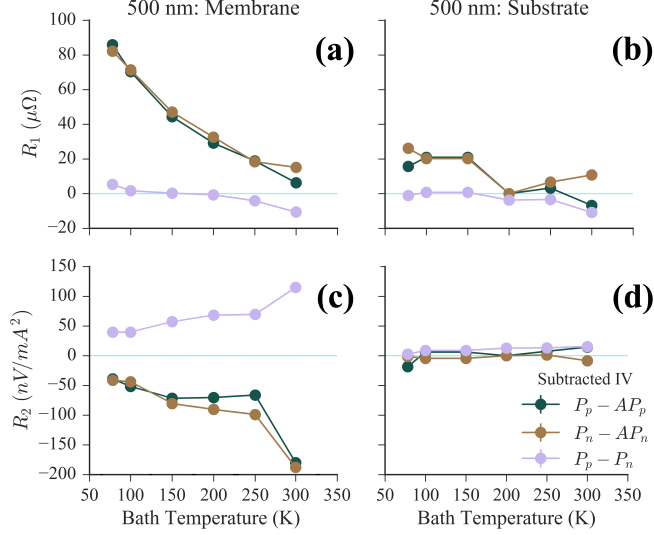 500 nm: Membrane
500 nm: Substrate
100
80
60
40
20
0
−20
R₁ (μΩ)
(a)
(b)
150
100
50
0
−50
−100
−150
−200
R₂ (nV/mA²)
(c)
(d)
Subtracted IV
Pₚ − APₚ
Pₙ − APₙ
Pₚ − Pₙ
50 100 150 200 250 300 350
50 100 150 200 250 300 350
Bath Temperature (K)
Bath Temperature (K)